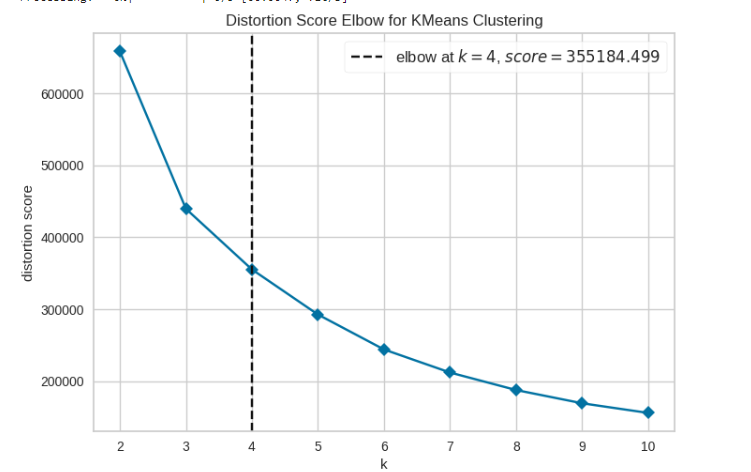 Distortion Score Elbow for KMeans Clustering
elbow at k = 4, score = 355184.499
600000
500000
400000
300000
200000
distortion score
2 3 4 5 6 7 8 9 10
k